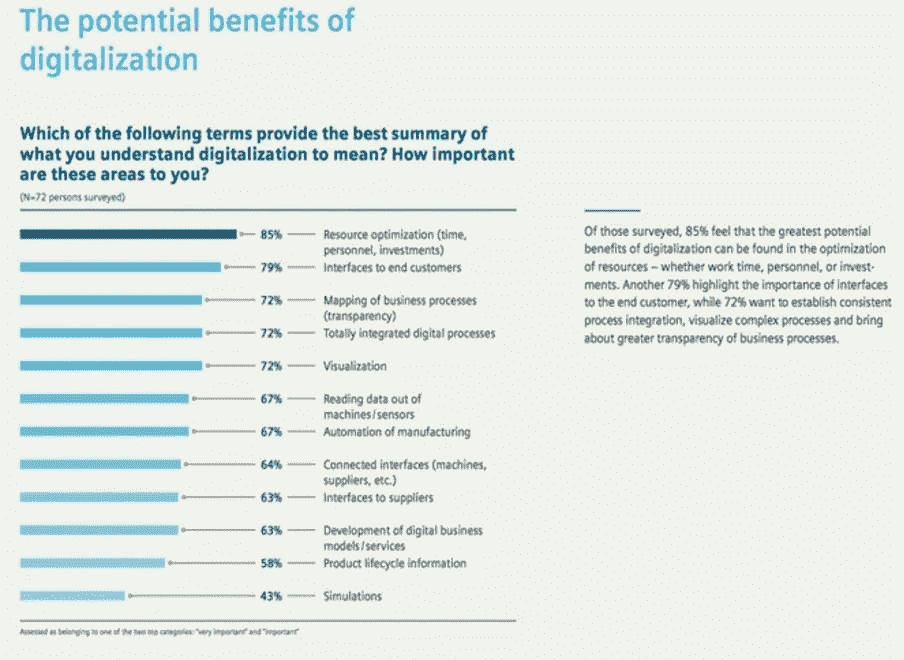 The potential benefits of
digitalization
Which of the following terms provide the best summary of
what you understand digitalization to mean? How important
are these areas to you?
(N=72 persons surveyed)
85% Resource optimization (time,
personnel, investments)
79% Interfaces to end customers
72% Mapping of business processes
(transparency)
72% Totally integrated digital processes
72% Visualization
67% Reading data out of
machines/sensors
67% Automation of manufacturing
64% Connected interfaces (machines,
suppliers, etc.)
63% Interfaces to suppliers
63% Development of digital business
models/services
58% Product lifecycle information
43% Simulations
Assessed as belonging to one of the two top categories: "very important" and "important"
Of those surveyed, 85% feel that the greatest potential
benefits of digitalization can be found in the optimization
of resources – whether work time, personnel, or invest-
ments. Another 79% highlight the importance of interfaces
to the end customer, while 72% want to establish consistent
process integration, visualize complex processes and bring
about greater transparency of business processes.